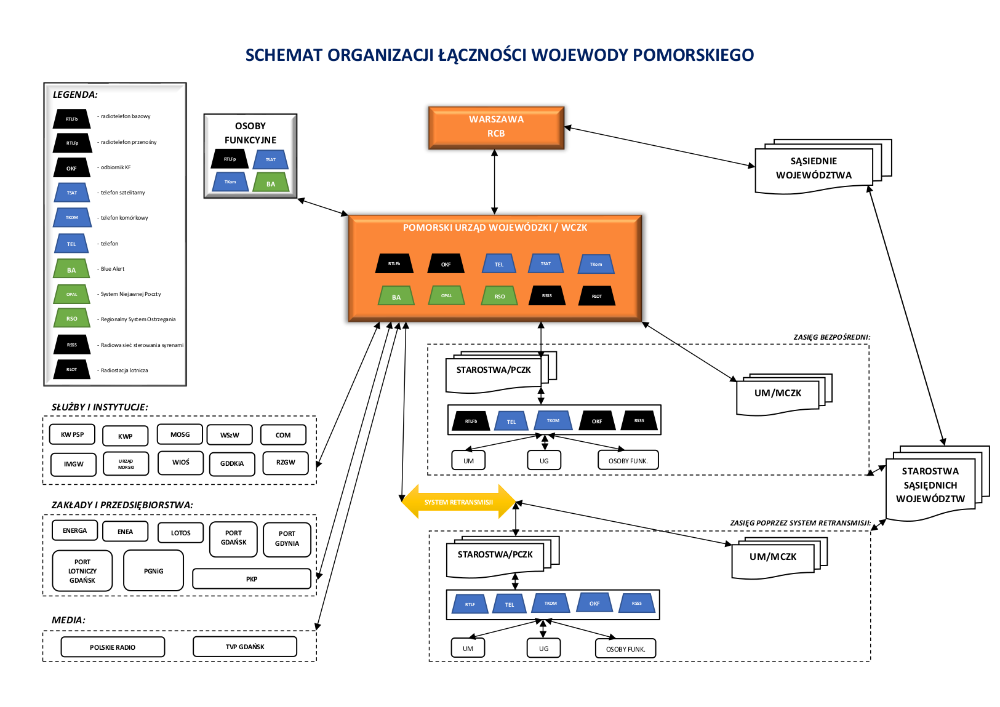 SCHEMAT ORGANIZACJI ŁĄCZNOŚCI WOJEWODY POMORSKIEGO
LEGENDA:
RTLFb - radiotelefon bazowy
RTLFp - radiotelefon przenośny
OKF - odbiornik KF
TSAT - telefon satelitarny
TKOM - telefon komórkowy
TEL - telefon
BA - Blue Alert
OPAL - System Niejawnej Poczty
RSO - Regionalny System Ostrzegania
RSSS - Radiowa sieć sterowania syrenami
RLOT - Radiostacja lotnicza
OSOBY
FUNKCYJNE
RTLFp TSAT
TKom BA
WARSZAWA
RCB
SĄSIEDNIE
WOJEWÓDZTWA
POMORSKI URZĄD WOJEWÓDZKI / WCZK
RTLFb OKF TEL TSAT TKom
BA OPAL RSO RSSS RLOT
ZASIĘG BEZPOŚREDNI:
STAROSTWA/PCZK
UM/MCZK
RTLFb TEL TKOM OKF RSSS
UM UG OSOBY FUNK.
STAROSTWA
SĄSIĘDNICH
WOJEWÓDZTW
SYSTEM RETRANSMISJI
ZASIĘG POPRZEZ SYSTEM RETRANSMISJI:
STAROSTWA/PCZK
UM/MCZK
RTLF TEL TKOM OKF RSSS
UM UG OSOBY FUNK.
SŁUŻBY I INSTYTUCJE:
KW PSP KWP MOSG WSzW COM
IMGW URZĄD
MORSKI WIOŚ GDDKiA RZGW
ZAKŁADY I PRZEDSIĘBIORSTWA:
ENERGA ENEA LOTOS
PORT
GDAŃSK
PORT
GDYNIA
PORT
LOTNICZY
GDAŃSK
PGNiG
PKP
MEDIA:
POLSKIE RADIO TVP GDAŃSK